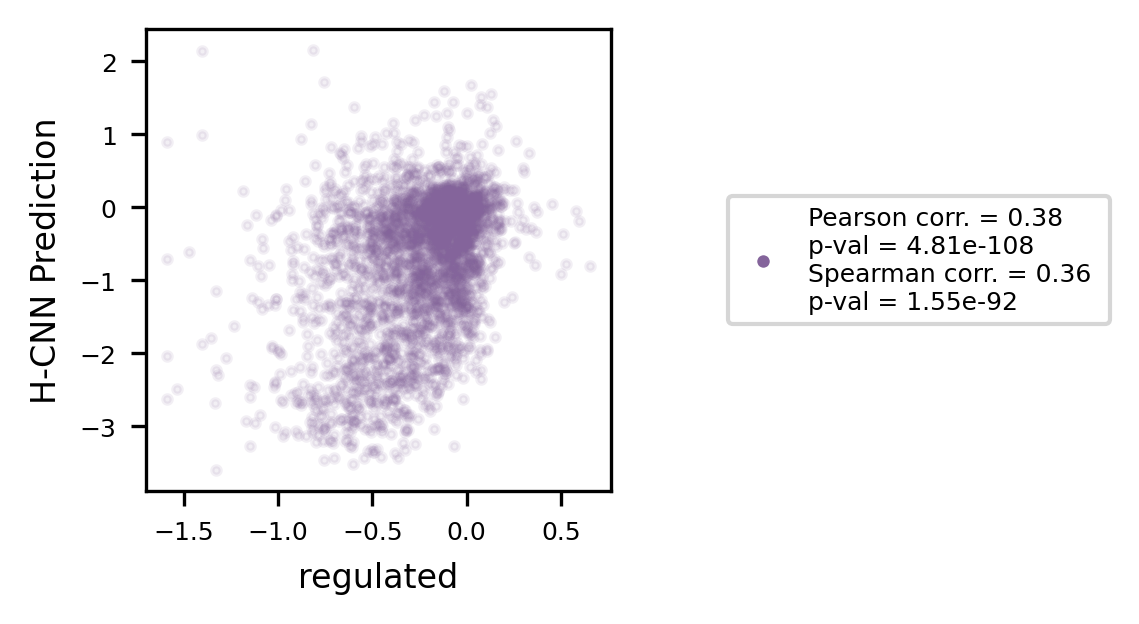 2
1
0
−1
−2
−3
H-CNN Prediction
−1.5 −1.0 −0.5 0.0 0.5
regulated
Pearson corr. = 0.38
p-val = 4.81e-108
Spearman corr. = 0.36
p-val = 1.55e-92